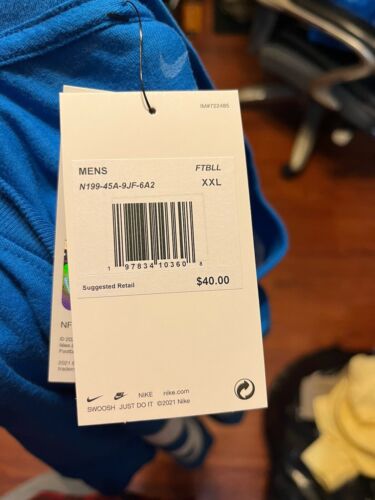 IM#722485
MENS FTBLL
N199-45A-9JF-6A2 XXL
1 97834 10360 8
Suggested Retail $40.00
NIKE nike.com
SWOOSH JUST DO IT ©2021 Nike